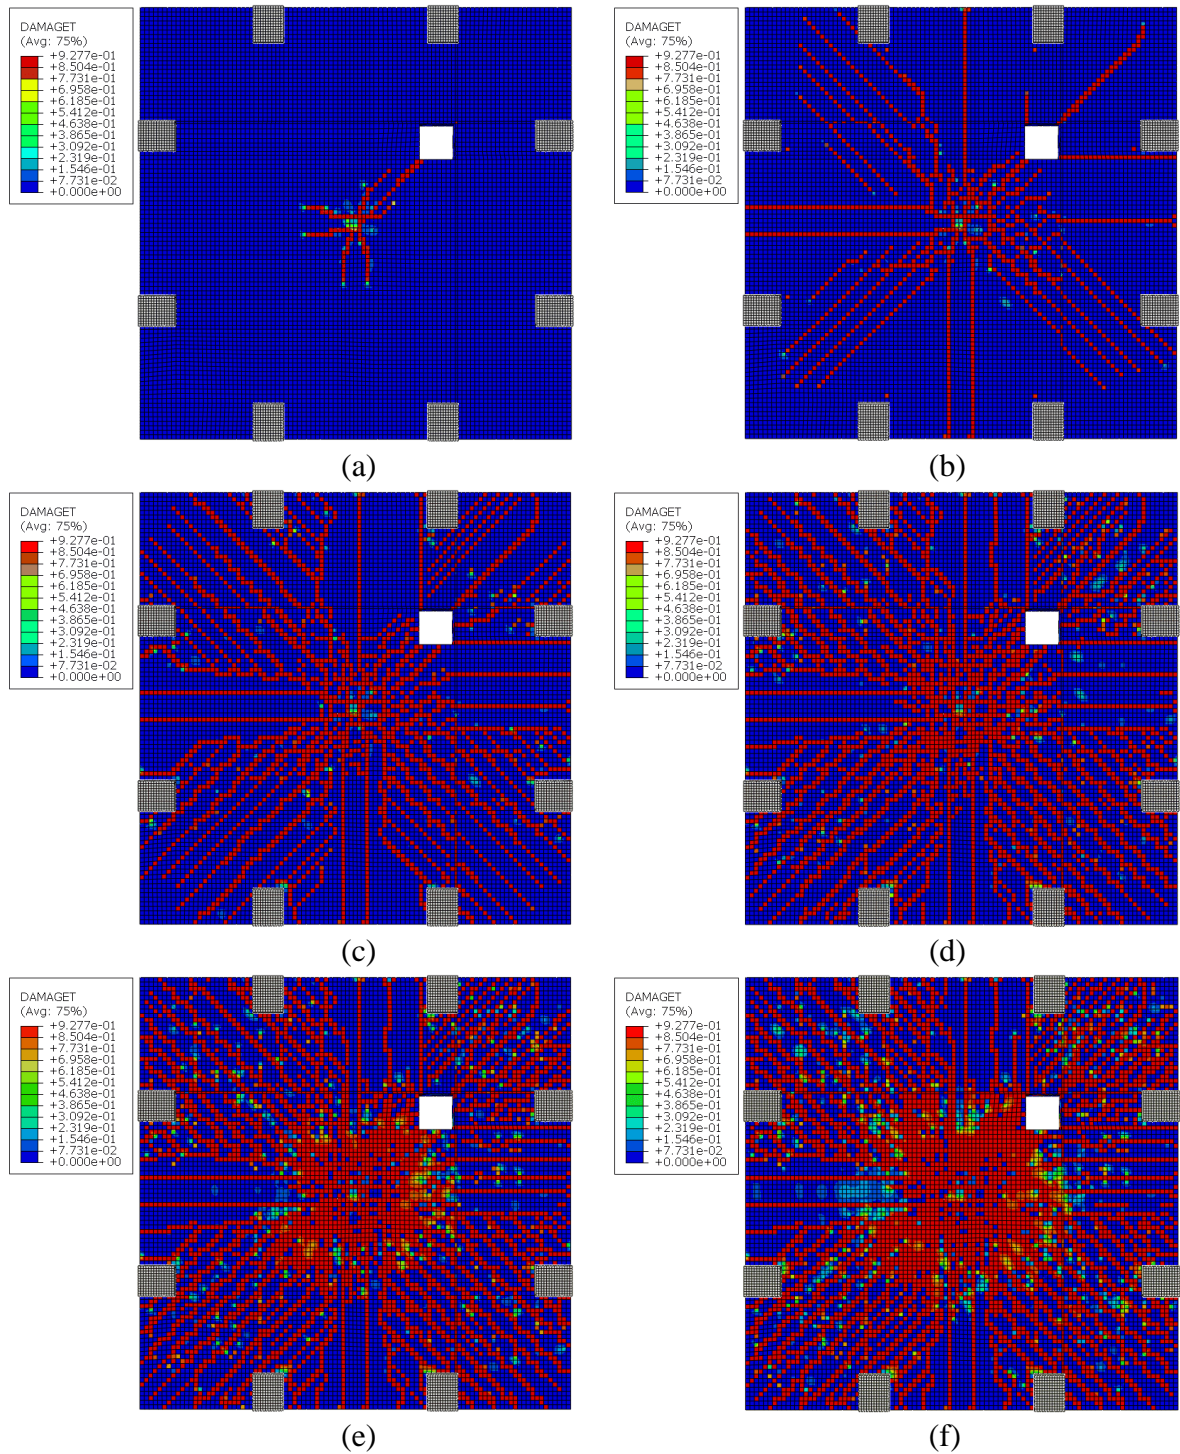 DAMAGET
(Avg: 75%)
+9.277e-01
+8.504e-01
+7.731e-01
+6.958e-01
+6.185e-01
+5.412e-01
+4.638e-01
+3.865e-01
+3.092e-01
+2.319e-01
+1.546e-01
+7.731e-02
+0.000e+00
(a)
DAMAGET
(Avg: 75%)
+9.277e-01
+8.504e-01
+7.731e-01
+6.958e-01
+6.185e-01
+5.412e-01
+4.638e-01
+3.865e-01
+3.092e-01
+2.319e-01
+1.546e-01
+7.731e-02
+0.000e+00
(b)
DAMAGET
(Avg: 75%)
+9.277e-01
+8.504e-01
+7.731e-01
+6.958e-01
+6.185e-01
+5.412e-01
+4.638e-01
+3.865e-01
+3.092e-01
+2.319e-01
+1.546e-01
+7.731e-02
+0.000e+00
(c)
DAMAGET
(Avg: 75%)
+9.277e-01
+8.504e-01
+7.731e-01
+6.958e-01
+6.185e-01
+5.412e-01
+4.638e-01
+3.865e-01
+3.092e-01
+2.319e-01
+1.546e-01
+7.731e-02
+0.000e+00
(d)
DAMAGET
(Avg: 75%)
+9.277e-01
+8.504e-01
+7.731e-01
+6.958e-01
+6.185e-01
+5.412e-01
+4.638e-01
+3.865e-01
+3.092e-01
+2.319e-01
+1.546e-01
+7.731e-02
+0.000e+00
(e)
DAMAGET
(Avg: 75%)
+9.277e-01
+8.504e-01
+7.731e-01
+6.958e-01
+6.185e-01
+5.412e-01
+4.638e-01
+3.865e-01
+3.092e-01
+2.319e-01
+1.546e-01
+7.731e-02
+0.000e+00
(f)